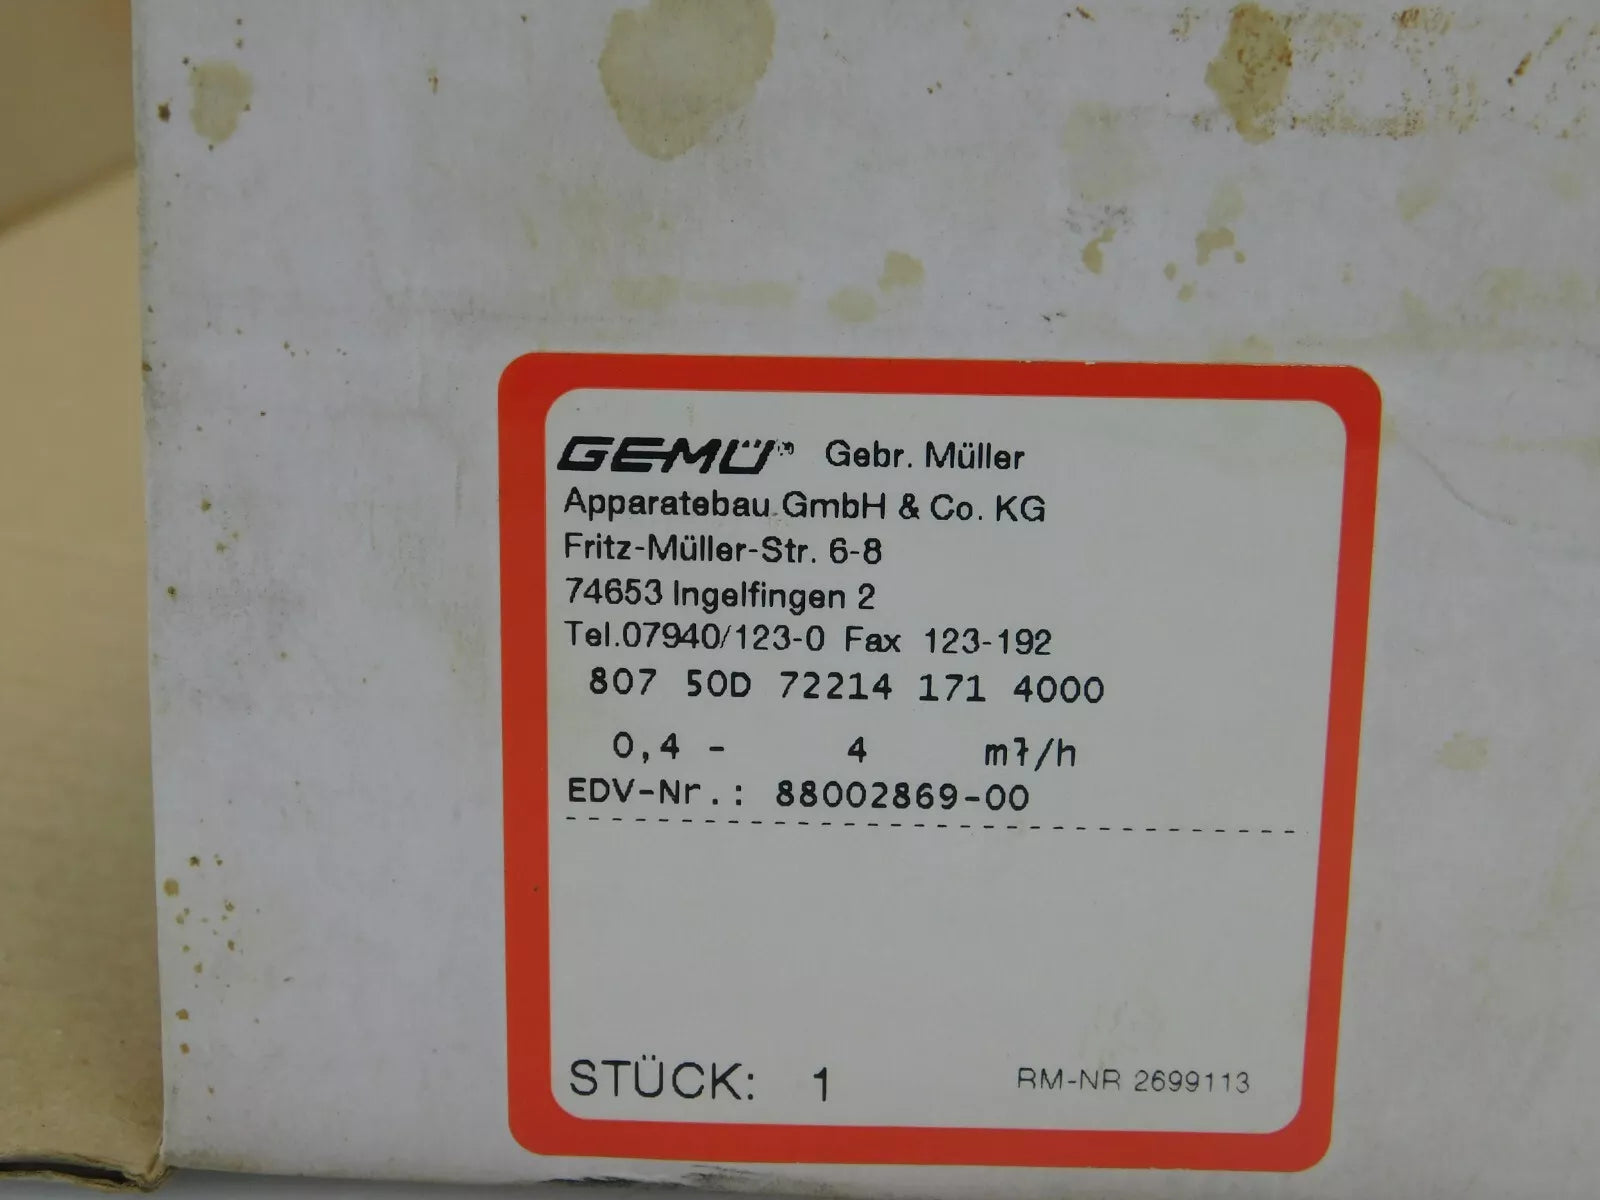 GEMÜ® Gebr. Müller
Apparatebau GmbH & Co. KG
Fritz-Müller-Str. 6-8
74653 Ingelfingen 2
Tel.07940/123-0 Fax 123-192
807 50D 72214 171 4000
0,4 - 4 m³/h
EDV-Nr.: 88002869-00
STÜCK: 1
RM-NR 2699113